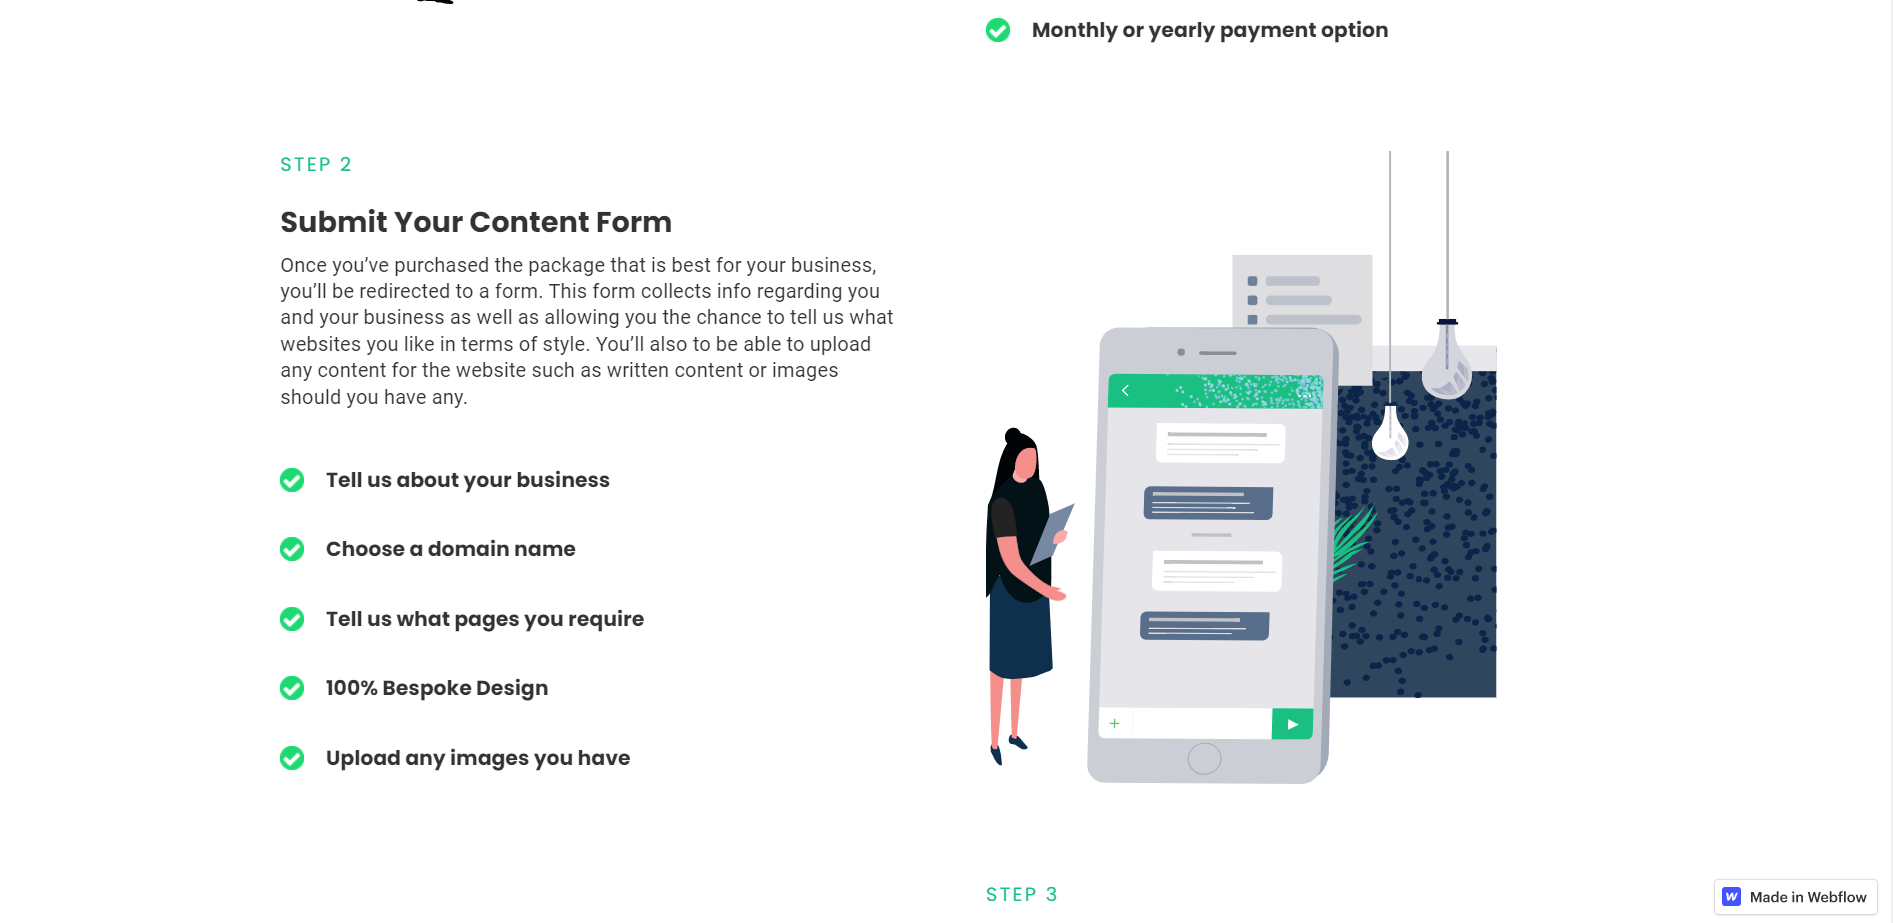 Monthly or yearly payment option
STEP 2
Submit Your Content Form
Once you’ve purchased the package that is best for your business,
you’ll be redirected to a form. This form collects info regarding you
and your business as well as allowing you the chance to tell us what
websites you like in terms of style. You’ll also to be able to upload
any content for the website such as written content or images
should you have any.
Tell us about your business
Choose a domain name
Tell us what pages you require
100% Bespoke Design
Upload any images you have
STEP 3
Made in Webflow